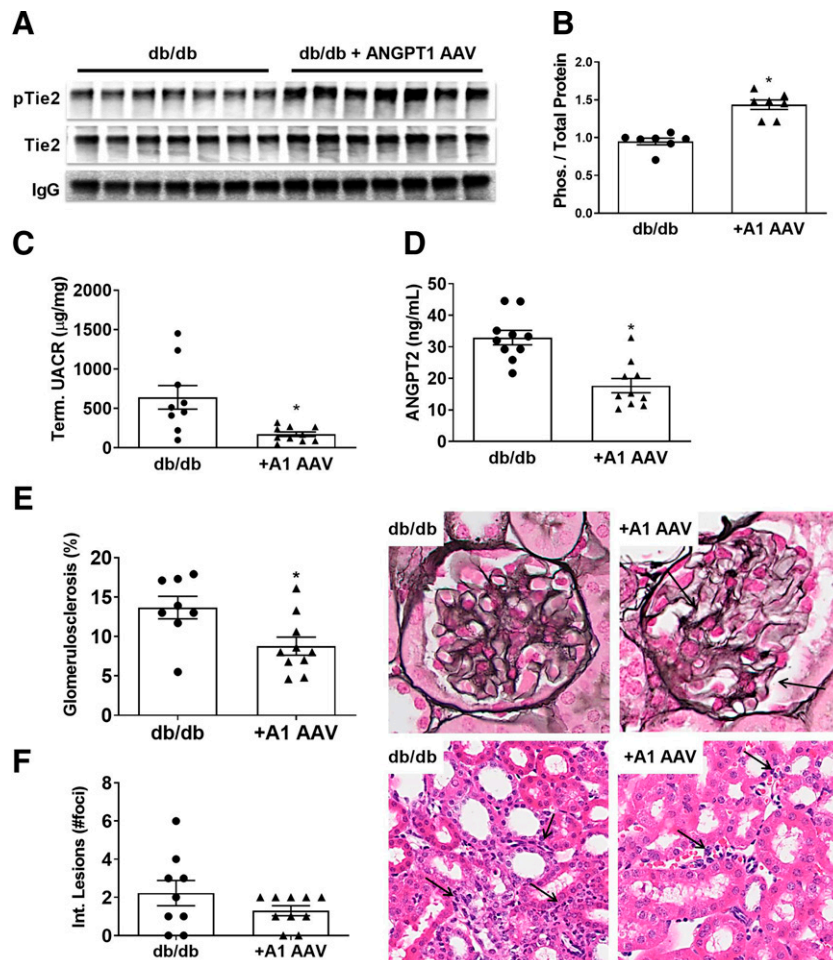 A
db/db
db/db + ANGPT1 AAV
pTie2
Tie2
IgG
B
Phos. / Total Protein
2.0
1.5
1.0
0.5
0.0
*
db/db
+A1 AAV
C
Term. UACR (µg/mg)
2000
1500
1000
500
0
*
db/db
+A1 AAV
D
ANGPT2 (ng/mL)
50
40
30
20
10
0
*
db/db
+A1 AAV
E
Glomerulosclerosis (%)
20
15
10
5
0
*
db/db
+A1 AAV
db/db
+A1 AAV
F
Int. Lesions (#foci)
8
6
4
2
0
db/db
+A1 AAV
db/db
+A1 AAV